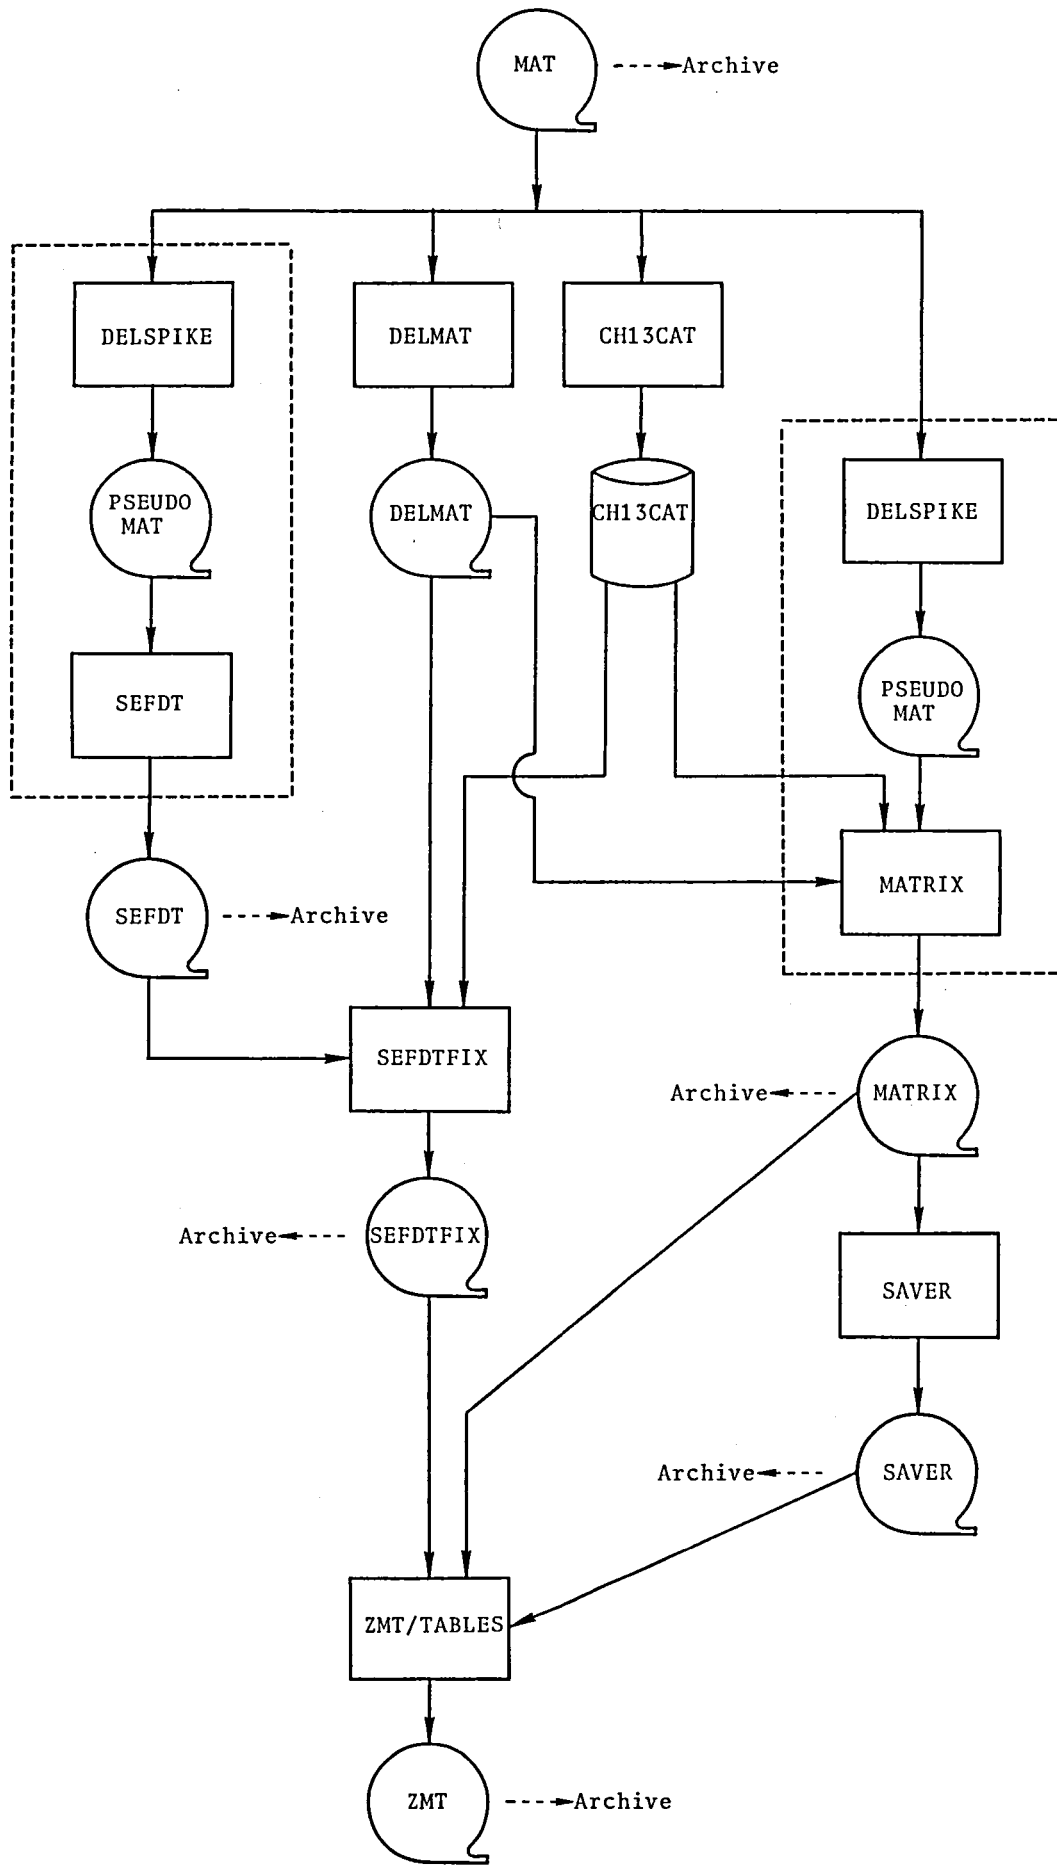 MAT
Archive
DELSPIKE
DELMAT
CH13CAT
PSEUDO
MAT
DELMAT
CH13CAT
DELSPIKE
SEFDT
PSEUDO
MAT
MATRIX
SEFDT
Archive
SEFDTFIX
Archive
MATRIX
Archive
SEFDTFIX
SAVER
Archive
SAVER
ZMT/TABLES
ZMT
Archive